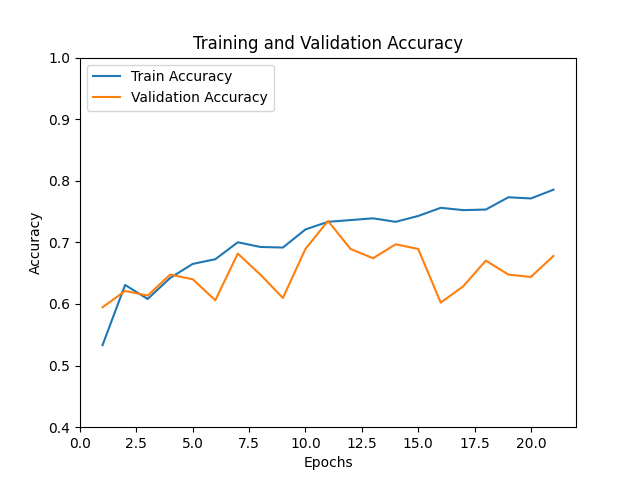 Training and Validation Accuracy
Train Accuracy
Validation Accuracy
1.0
0.9
0.8
0.7
0.6
0.5
0.4
Accuracy
0.0 2.5 5.0 7.5 10.0 12.5 15.0 17.5 20.0
Epochs